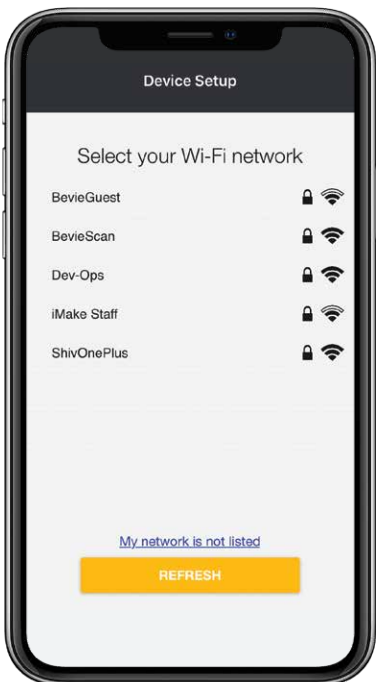 Device Setup
Select your Wi-Fi network
BevieGuest
BevieScan
Dev-Ops
iMake Staff
ShivOnePlus
My network is not listed
REFRESH